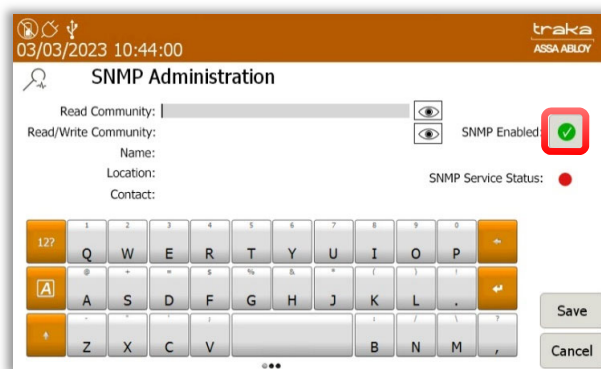 traka
03/03/2023 10:44:00
ASSA ABLOY
SNMP Administration
Read Community:
Read/Write Community:
SNMP Enabled:
Name:
Location:
SNMP Service Status:
Contact:
1 2 3 4 5 6 7 8 9 0
12? Q W E R T Y U I O P
@ + = $ % & * ( ) !
A A S D F G H J K L .
- " ' ; : / \ ?
Z X C V B N M ,
Save
Cancel